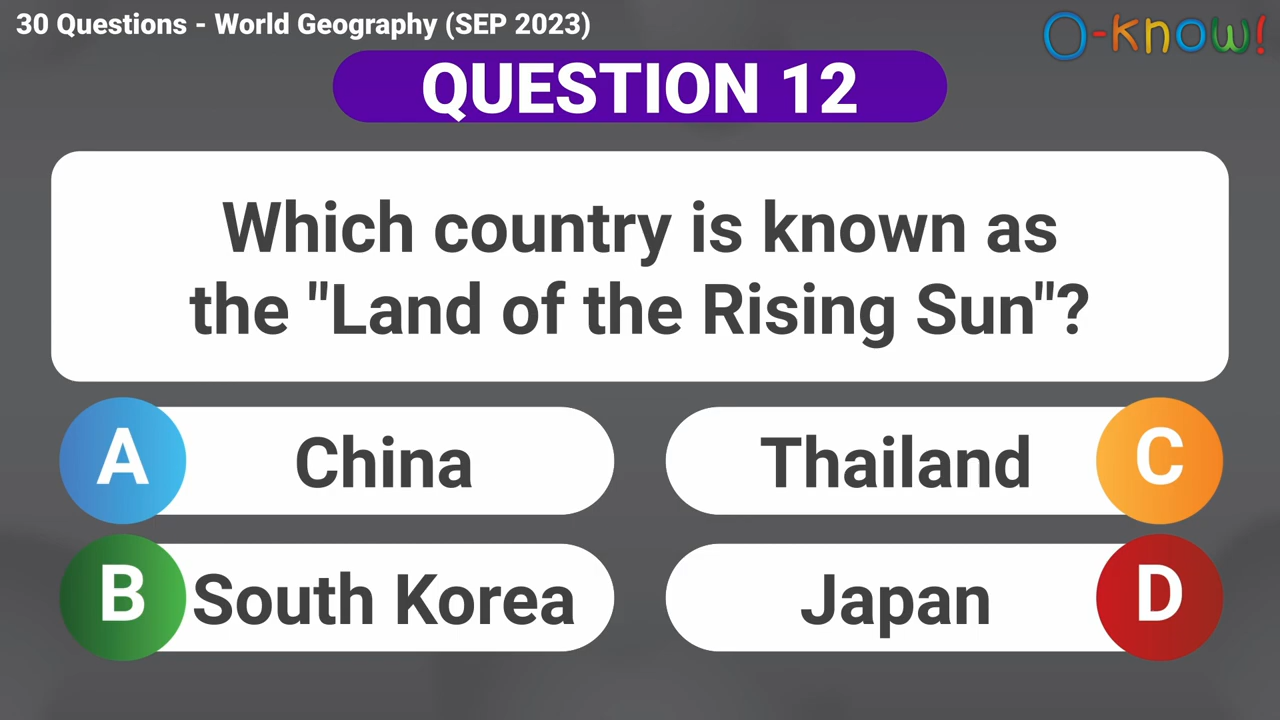 30 Questions - World Geography (SEP 2023)
O-know!
QUESTION 12
Which country is known as
the "Land of the Rising Sun"?
A China
Thailand C
B South Korea
Japan D